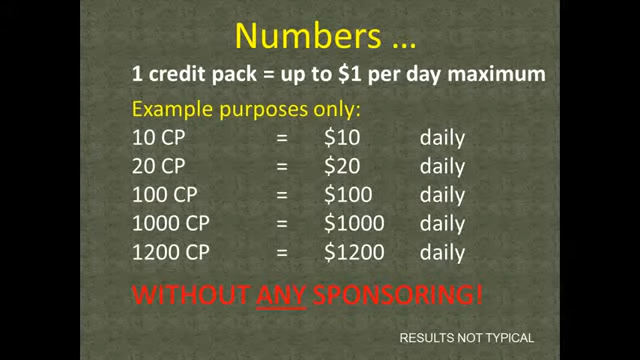 Numbers ...
1 credit pack = up to $1 per day maximum
Example purposes only:
10 CP = $10 daily
20 CP = $20 daily
100 CP = $100 daily
1000 CP = $1000 daily
1200 CP = $1200 daily
WITHOUT ANY SPONSORING!
RESULTS NOT TYPICAL